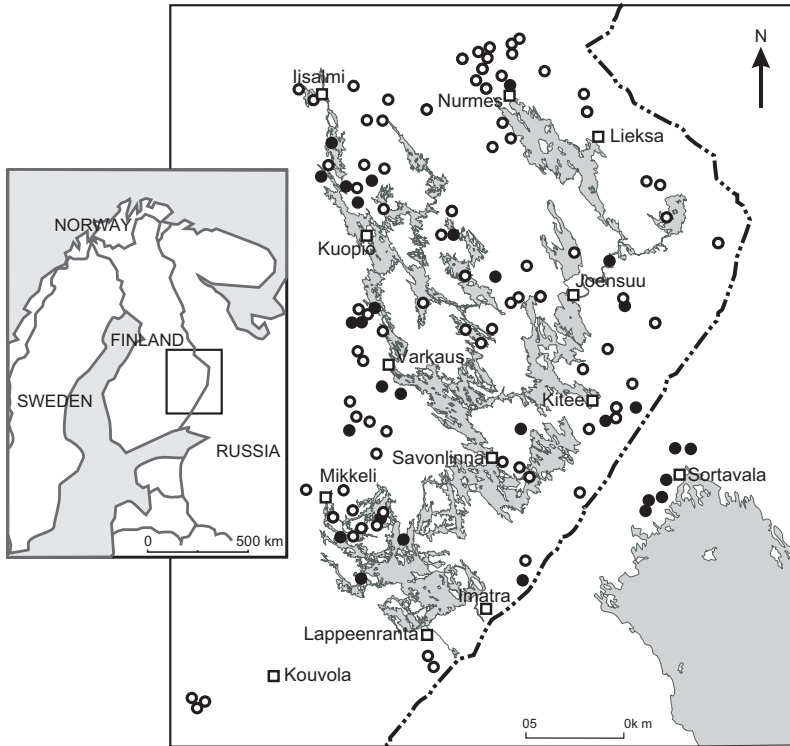 N
Iisalmi
Nurmes
Lieksa
NORWAY
Kuopio
Joensuu
FINLAND
Varkaus
SWEDEN
Kitee
RUSSIA
Savonlinna
Sortavala
Mikkeli
0 500 km
Imatra
Lappeenranta
Kouvola
05 0k m